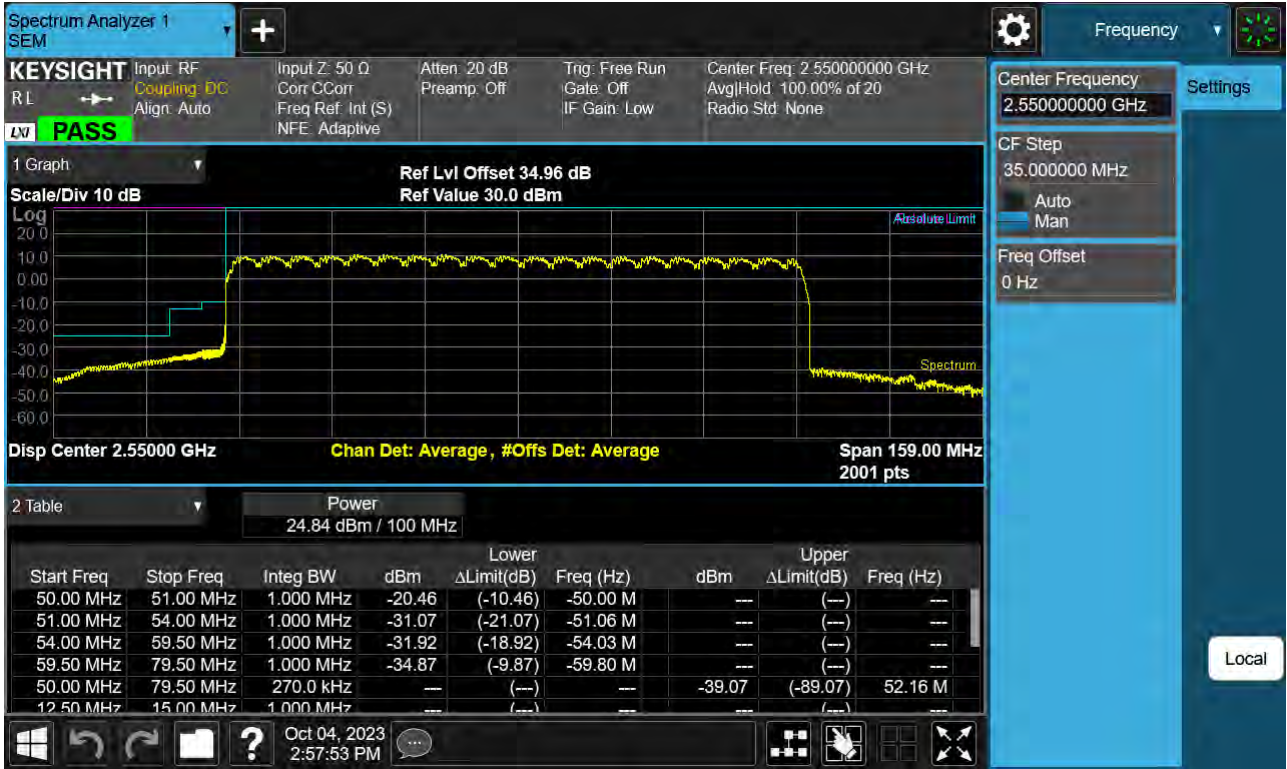 Spectrum Analyzer 1
SEM
+
Frequency
KEYSIGHT
R L
LXI
PASS
Input: RF
Coupling: DC
Align: Auto
Input Z: 50 Ω
Corr CCorr
Freq Ref: Int (S)
NFE: Adaptive
Atten: 20 dB
Preamp: Off
Trig: Free Run
Gate: Off
IF Gain: Low
Center Freq: 2.550000000 GHz
Avg|Hold: 100.00% of 20
Radio Std: None
Center Frequency
2.550000000 GHz
Settings
CF Step
35.000000 MHz
Auto
Man
Freq Offset
0 Hz
Local
1 Graph
Scale/Div 10 dB
Ref Lvl Offset 34.96 dB
Ref Value 30.0 dBm
Log
20.0
10.0
0.00
-10.0
-20.0
-30.0
-40.0
-50.0
-60.0
Limit
Spectrum
Disp Center 2.55000 GHz
Chan Det: Average, #Offs Det: Average
Span 159.00 MHz
2001 pts
2 Table
Power
24.84 dBm / 100 MHz
Lower Upper
Start Freq Stop Freq Integ BW dBm ΔLimit(dB) Freq (Hz) dBm ΔLimit(dB) Freq (Hz)
50.00 MHz 51.00 MHz 1.000 MHz -20.46 (-10.46) -50.00 M --- (---) ---
51.00 MHz 54.00 MHz 1.000 MHz -31.07 (-21.07) -51.06 M --- (---) ---
54.00 MHz 59.50 MHz 1.000 MHz -31.92 (-18.92) -54.03 M --- (---) ---
59.50 MHz 79.50 MHz 1.000 MHz -34.87 (-9.87) -59.80 M --- (---) ---
50.00 MHz 79.50 MHz 270.0 kHz --- (---) --- -39.07 (-89.07) 52.16 M
12.50 MHz 15.00 MHz 1.000 MHz --- (---) --- --- (---) ---
?
Oct 04, 2023
2:57:53 PM